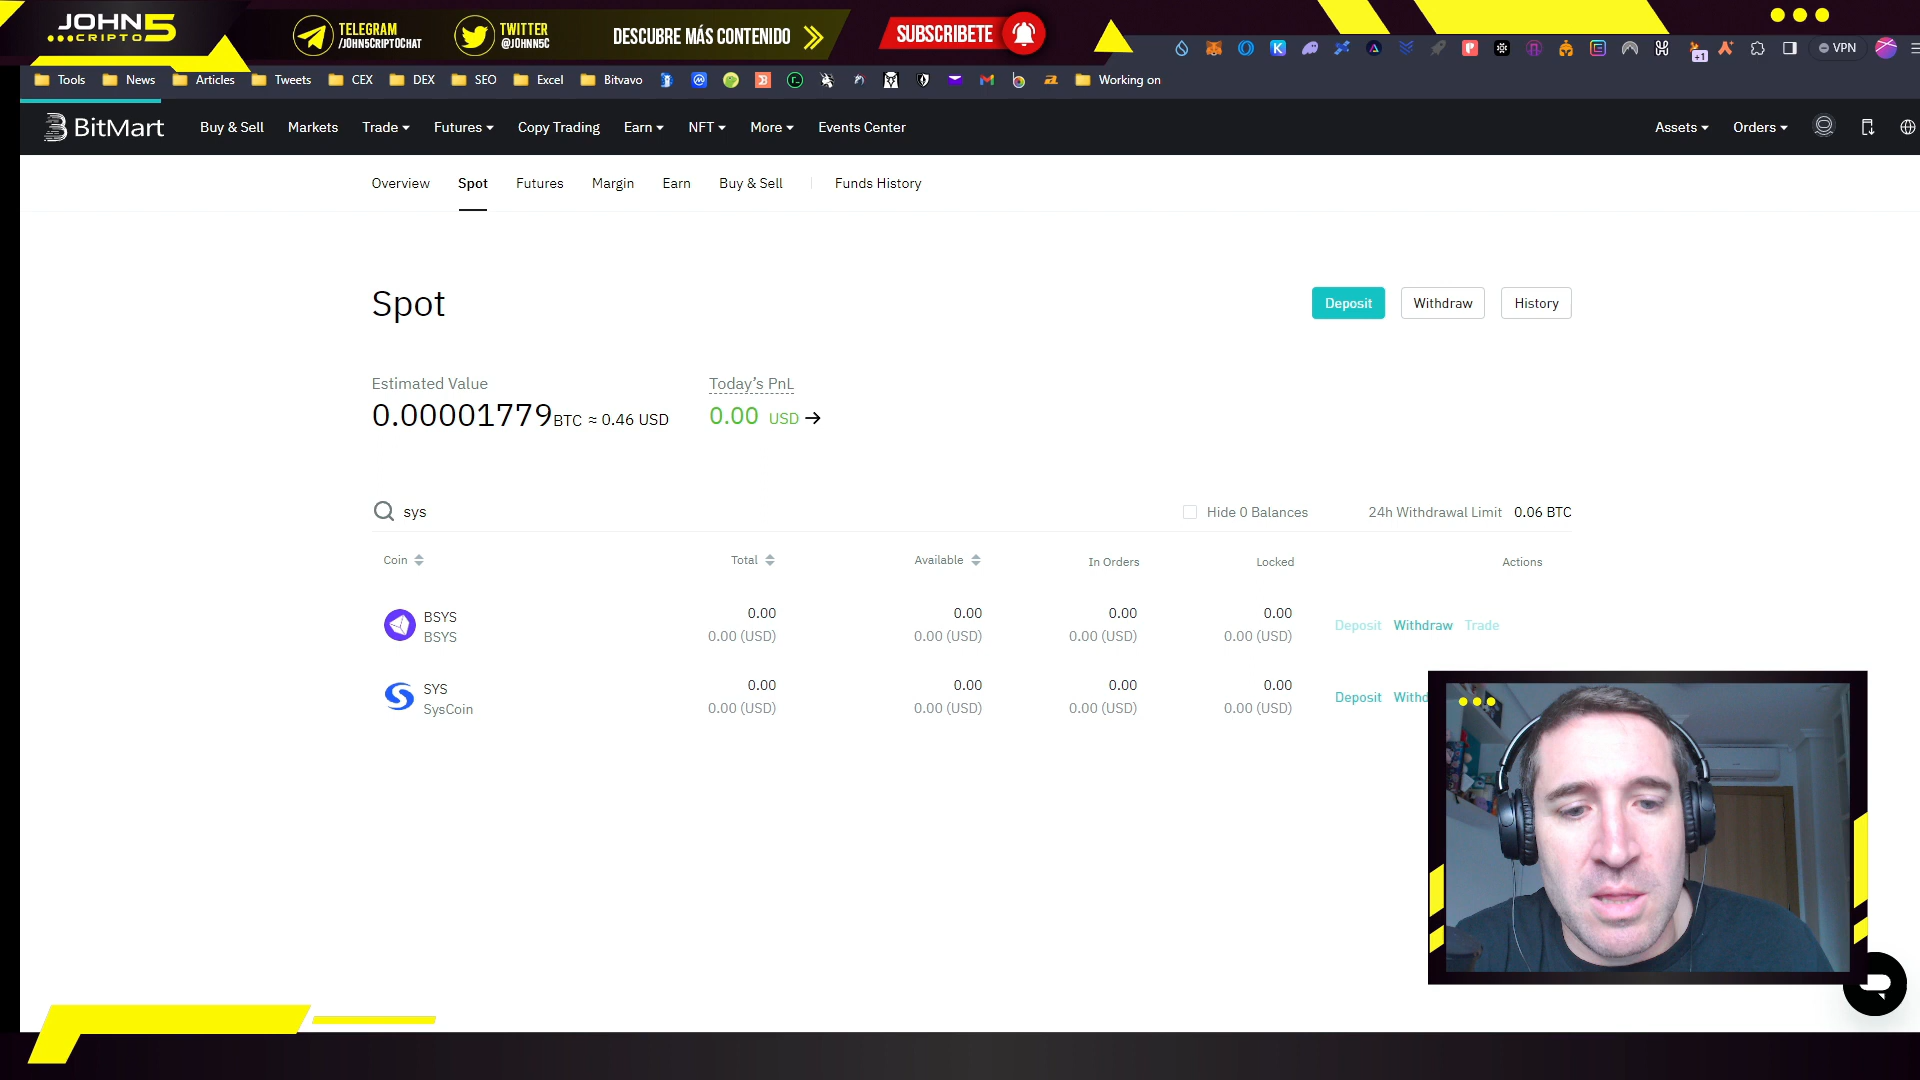 JOHN5
CRIPTO
TELEGRAM
/JOHN5CRIPTOCHAT
TWITTER
@J0HNN5C
DESCUBRE MÁS CONTENIDO
SUBSCRIBETE
+1
VPN
Tools News Articles Tweets CEX DEX SEO Excel Bitvavo Working on
BitMart Buy & Sell Markets Trade Futures Copy Trading Earn NFT More Events Center Assets Orders
Overview Spot Futures Margin Earn Buy & Sell Funds History
Spot
Deposit Withdraw History
Estimated Value Today's PnL
0.00001779 BTC ≈ 0.46 USD 0.00 USD
sys Hide 0 Balances 24h Withdrawal Limit 0.06 BTC
Coin Total Available In Orders Locked Actions
BSYS 0.00 0.00 0.00 0.00 Deposit Withdraw Trade
BSYS 0.00 (USD) 0.00 (USD) 0.00 (USD) 0.00 (USD)
SYS 0.00 0.00 0.00 0.00 Deposit Withd
SysCoin 0.00 (USD) 0.00 (USD) 0.00 (USD) 0.00 (USD)